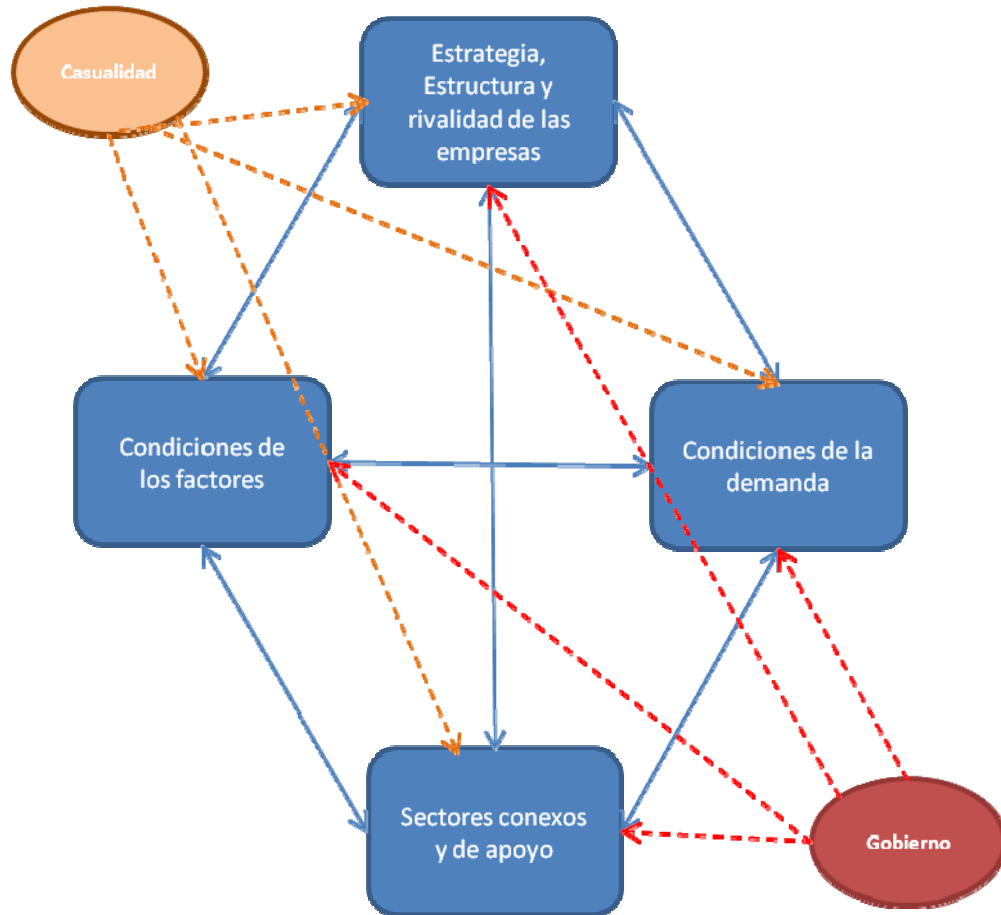 Casualidad
Estrategia,
Estructura y
rivalidad de las
empresas
Condiciones de
los factores
Condiciones de la
demanda
Sectores conexos
y de apoyo
Gobierno